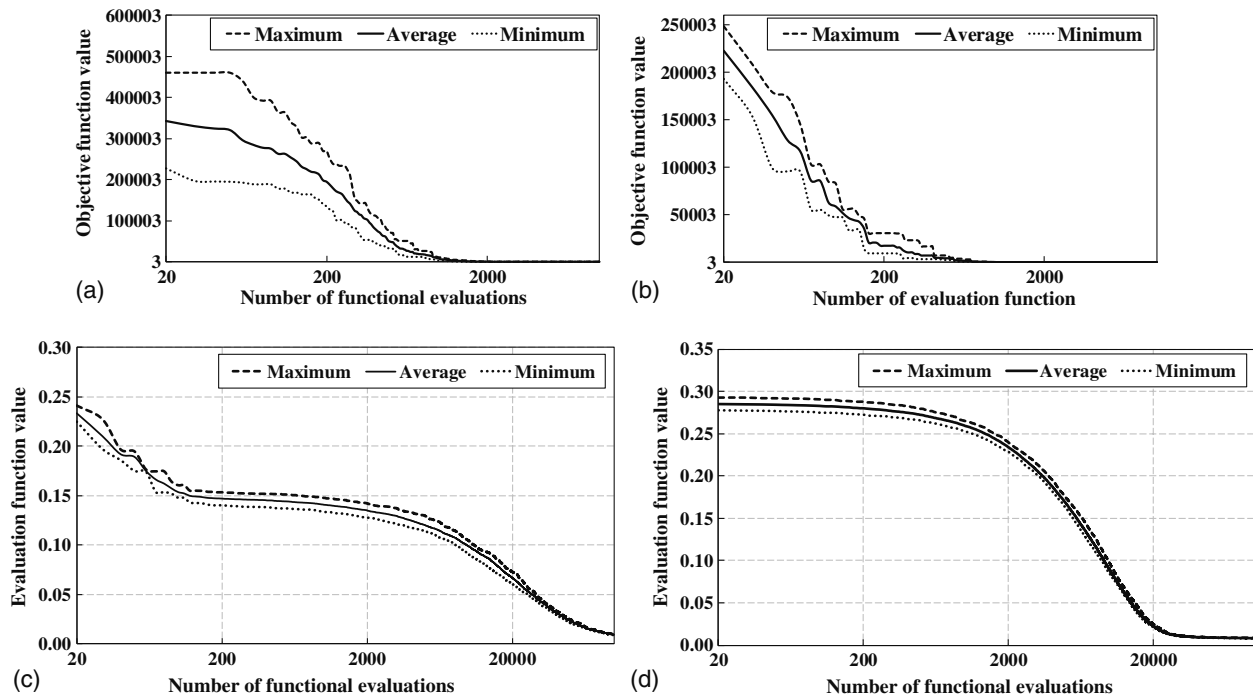 600003
500003
400003
300003
200003
100003
3
20
200
2000
Objective function value
Number of functional evaluations
Maximum Average Minimum
(a)
250003
200003
150003
100003
50003
3
20
200
2000
Objective function value
Number of evaluation function
Maximum Average Minimum
(b)
0.30
0.25
0.20
0.15
0.10
0.05
0.00
20
200
2000
20000
Evaluation function value
Number of functional evaluations
Maximum Average Minimum
(c)
0.35
0.30
0.25
0.20
0.15
0.10
0.05
0.00
20
200
2000
20000
Evaluation function value
Number of functional evaluations
Maximum Average Minimum
(d)